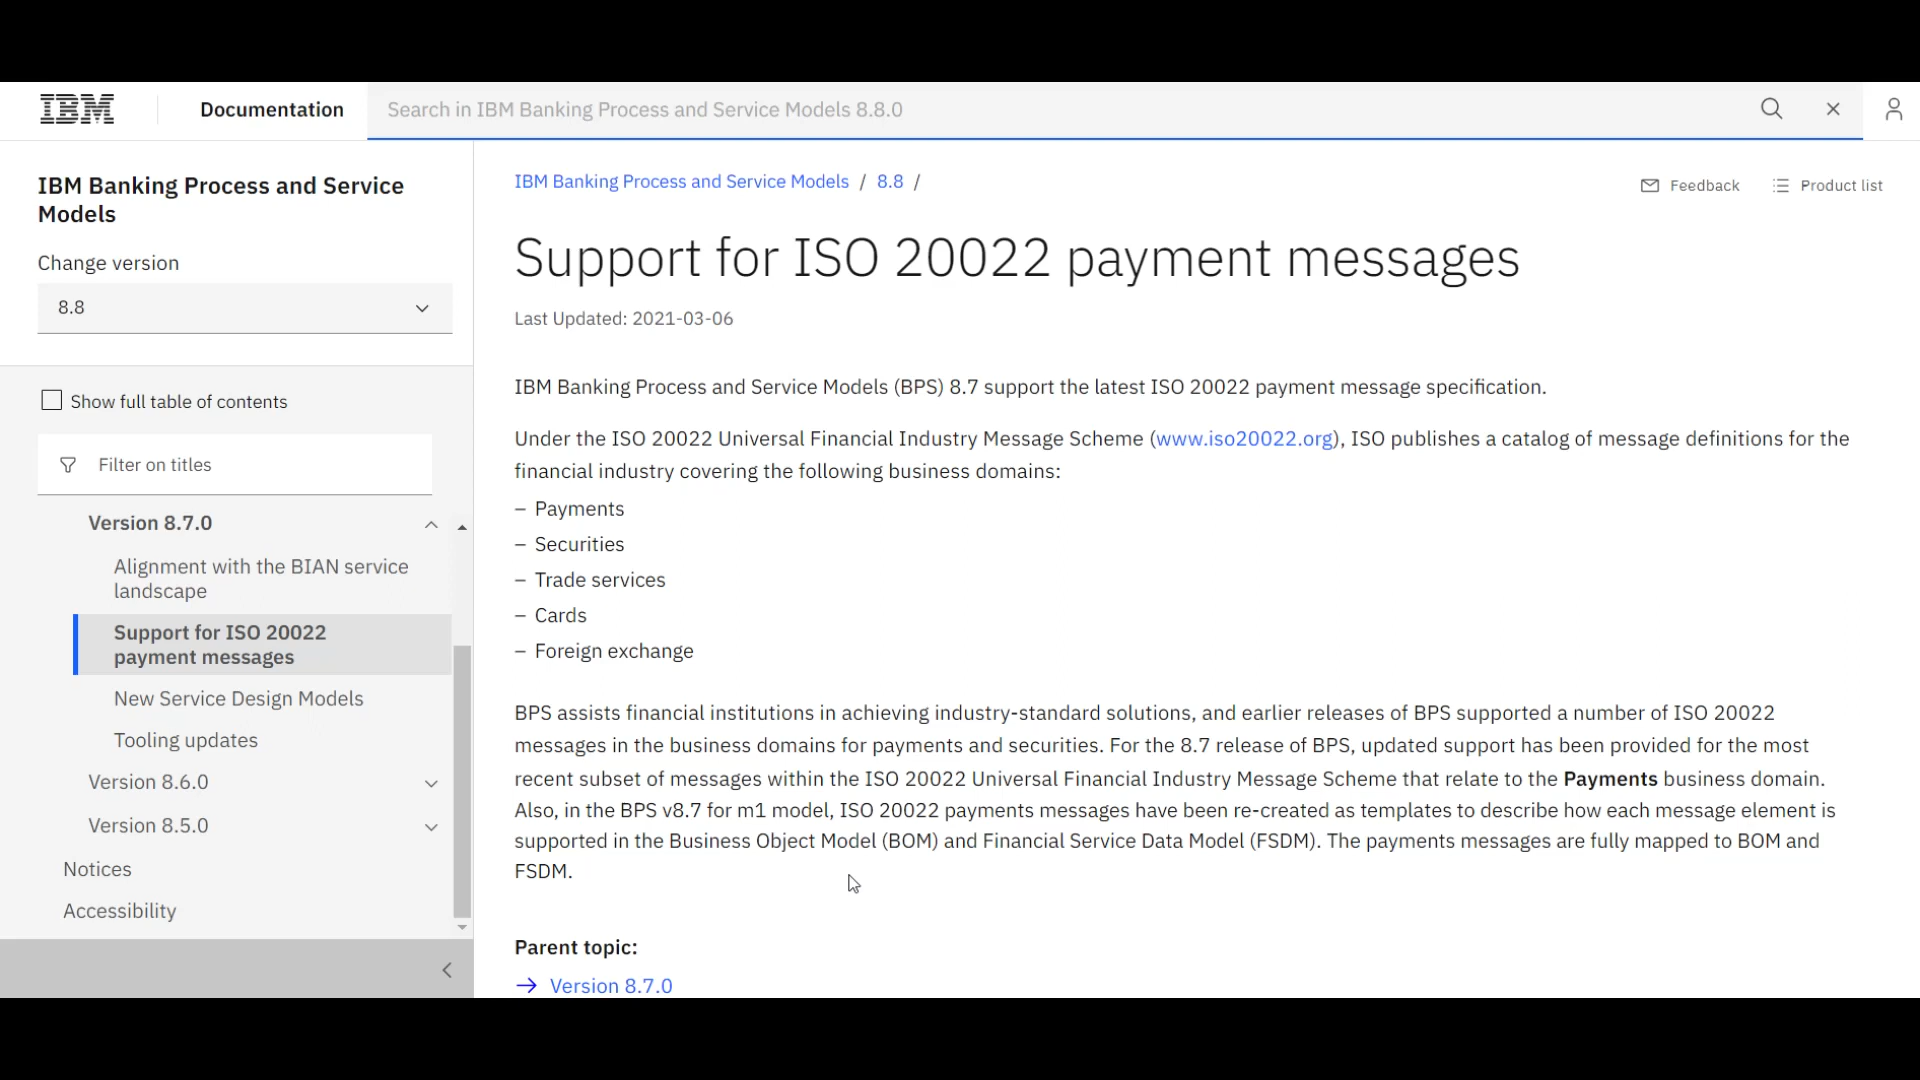 IBM
Documentation
Search in IBM Banking Process and Service Models 8.8.0
IBM Banking Process and Service
Models
Change version
8.8
Show full table of contents
Filter on titles
Version 8.7.0
Alignment with the BIAN service
landscape
Support for ISO 20022
payment messages
New Service Design Models
Tooling updates
Version 8.6.0
Version 8.5.0
Notices
Accessibility
IBM Banking Process and Service Models / 8.8 /
Feedback
Product list
Support for ISO 20022 payment messages
Last Updated: 2021-03-06
IBM Banking Process and Service Models (BPS) 8.7 support the latest ISO 20022 payment message specification.
Under the ISO 20022 Universal Financial Industry Message Scheme (www.iso20022.org), ISO publishes a catalog of message definitions for the
financial industry covering the following business domains:
– Payments
– Securities
– Trade services
– Cards
– Foreign exchange
BPS assists financial institutions in achieving industry-standard solutions, and earlier releases of BPS supported a number of ISO 20022
messages in the business domains for payments and securities. For the 8.7 release of BPS, updated support has been provided for the most
recent subset of messages within the ISO 20022 Universal Financial Industry Message Scheme that relate to the Payments business domain.
Also, in the BPS v8.7 for m1 model, ISO 20022 payments messages have been re-created as templates to describe how each message element is
supported in the Business Object Model (BOM) and Financial Service Data Model (FSDM). The payments messages are fully mapped to BOM and
FSDM.
Parent topic:
→ Version 8.7.0